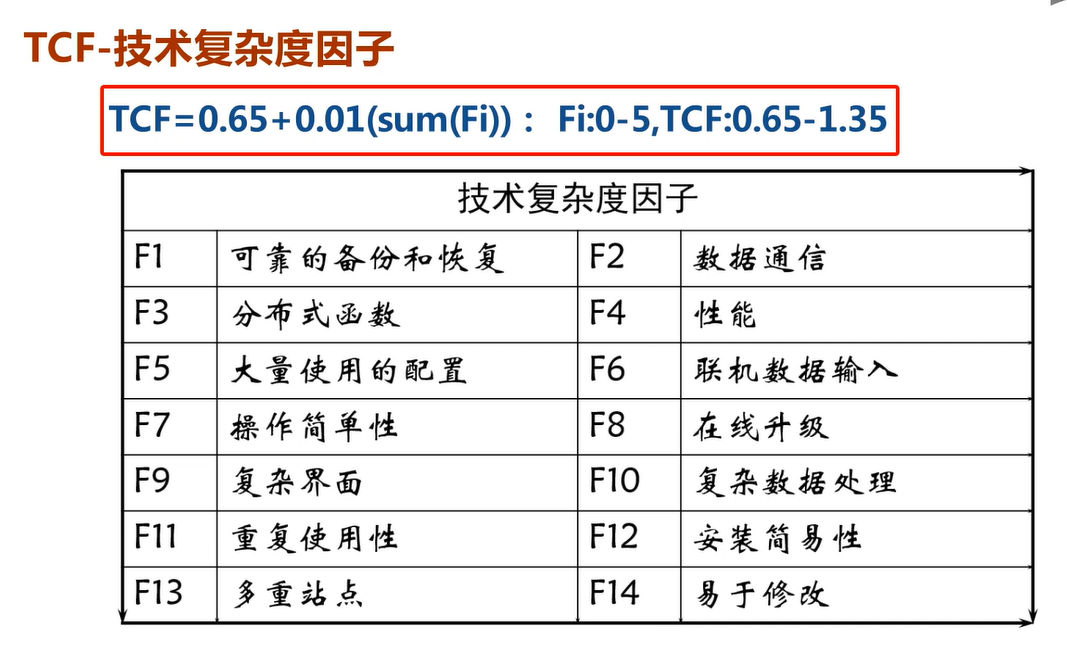 TCF-技术复杂度因子
TCF=0.65+0.01(sum(Fi)): Fi:0-5,TCF:0.65-1.35
技术复杂度因子
F1 可靠的备份和恢复 F2 数据通信
F3 分布式函数 F4 性能
F5 大量使用的配置 F6 联机数据输入
F7 操作简单性 F8 在线升级
F9 复杂界面 F10 复杂数据处理
F11 重复使用性 F12 安装简易性
F13 多重站点 F14 易于修改